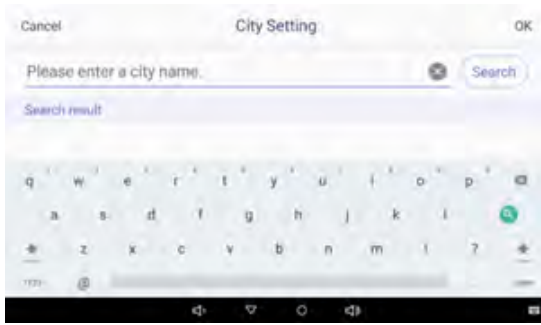 Cancel City Setting OK
Please enter a city name. Search
Search result
q w e r t y u i o p
a s d f g h j k l
z x c v b n m ! ?
@